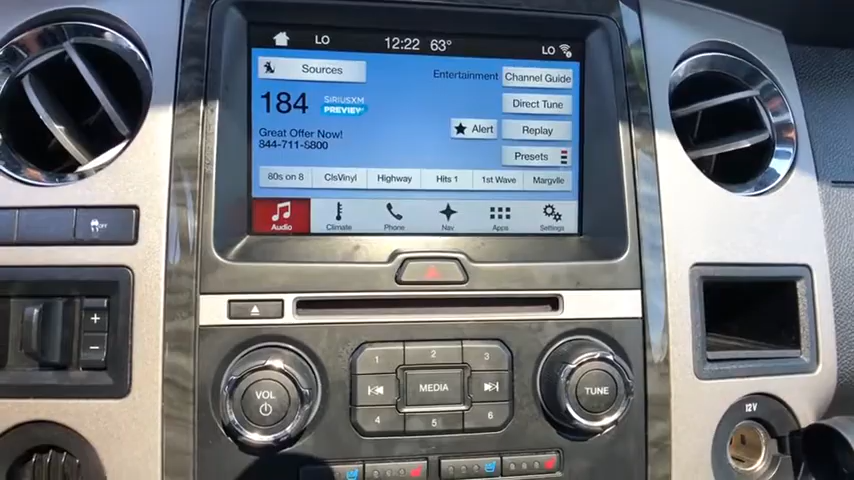 LO 12:22 63° LO
Sources Entertainment Channel Guide
184 SIRIUSXM PREVIEW
Direct Tune
Great Offer Now! Alert Replay
844-711-5800
Presets
80s on 8 ClsVinyl Highway Hits 1 1st Wave Margvlle
Audio Climate Phone Nav Apps Settings
OFF
+
-
1 2 3
VOL MEDIA TUNE
4 5 6
12V